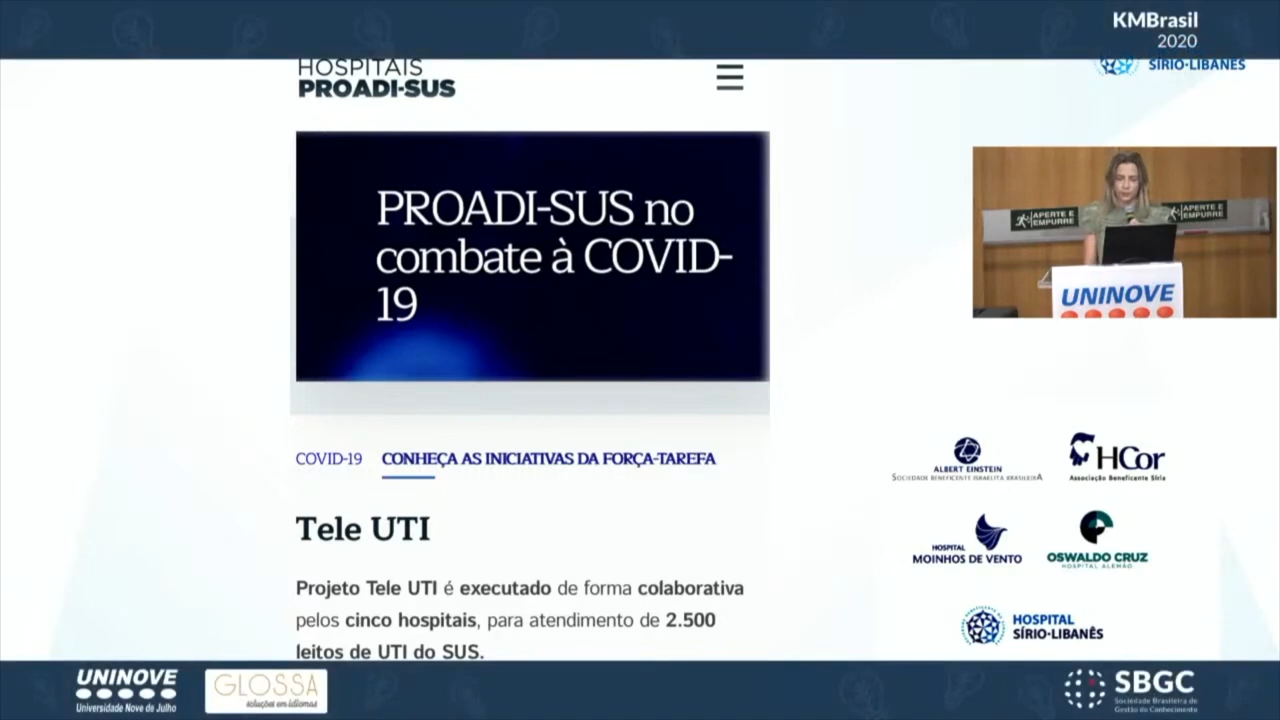 KMBrasil
2020
SÍRIO-LIBANÊS
HOSPITAIS
PROADI-SUS
PROADI-SUS no
combate à COVID-
19
APERTE E
EMPURRE
APERTE E
EMPURRE
UNINOVE
COVID-19 CONHEÇA AS INICIATIVAS DA FORÇA-TAREFA
Tele UTI
Projeto Tele UTI é executado de forma colaborativa
pelos cinco hospitais, para atendimento de 2.500
leitos de UTI do SUS.
ALBERT EINSTEIN
SOCIEDADE BENEFICENTE ISRAELITA BRASILEIRA
HCor
Associação Beneficente Síria
HOSPITAL
MOINHOS DE VENTO
OSWALDO CRUZ
HOSPITAL ALEMÃO
HOSPITAL
SÍRIO-LIBANÊS
UNINOVE
Universidade Nove de Julho
GLOSSA
soluções em idiomas
SBGC
Sociedade Brasileira de
Gestão do Conhecimento